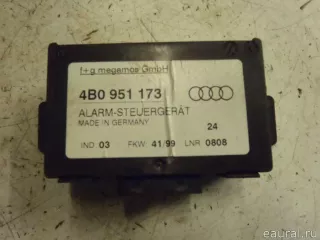 f+g megamos GmbH
4B0 951 173
ALARM-STEUERGERÄT
MADE IN GERMANY
24
IND 03 FKW 41/99 LNR 0808
© eaural.ru